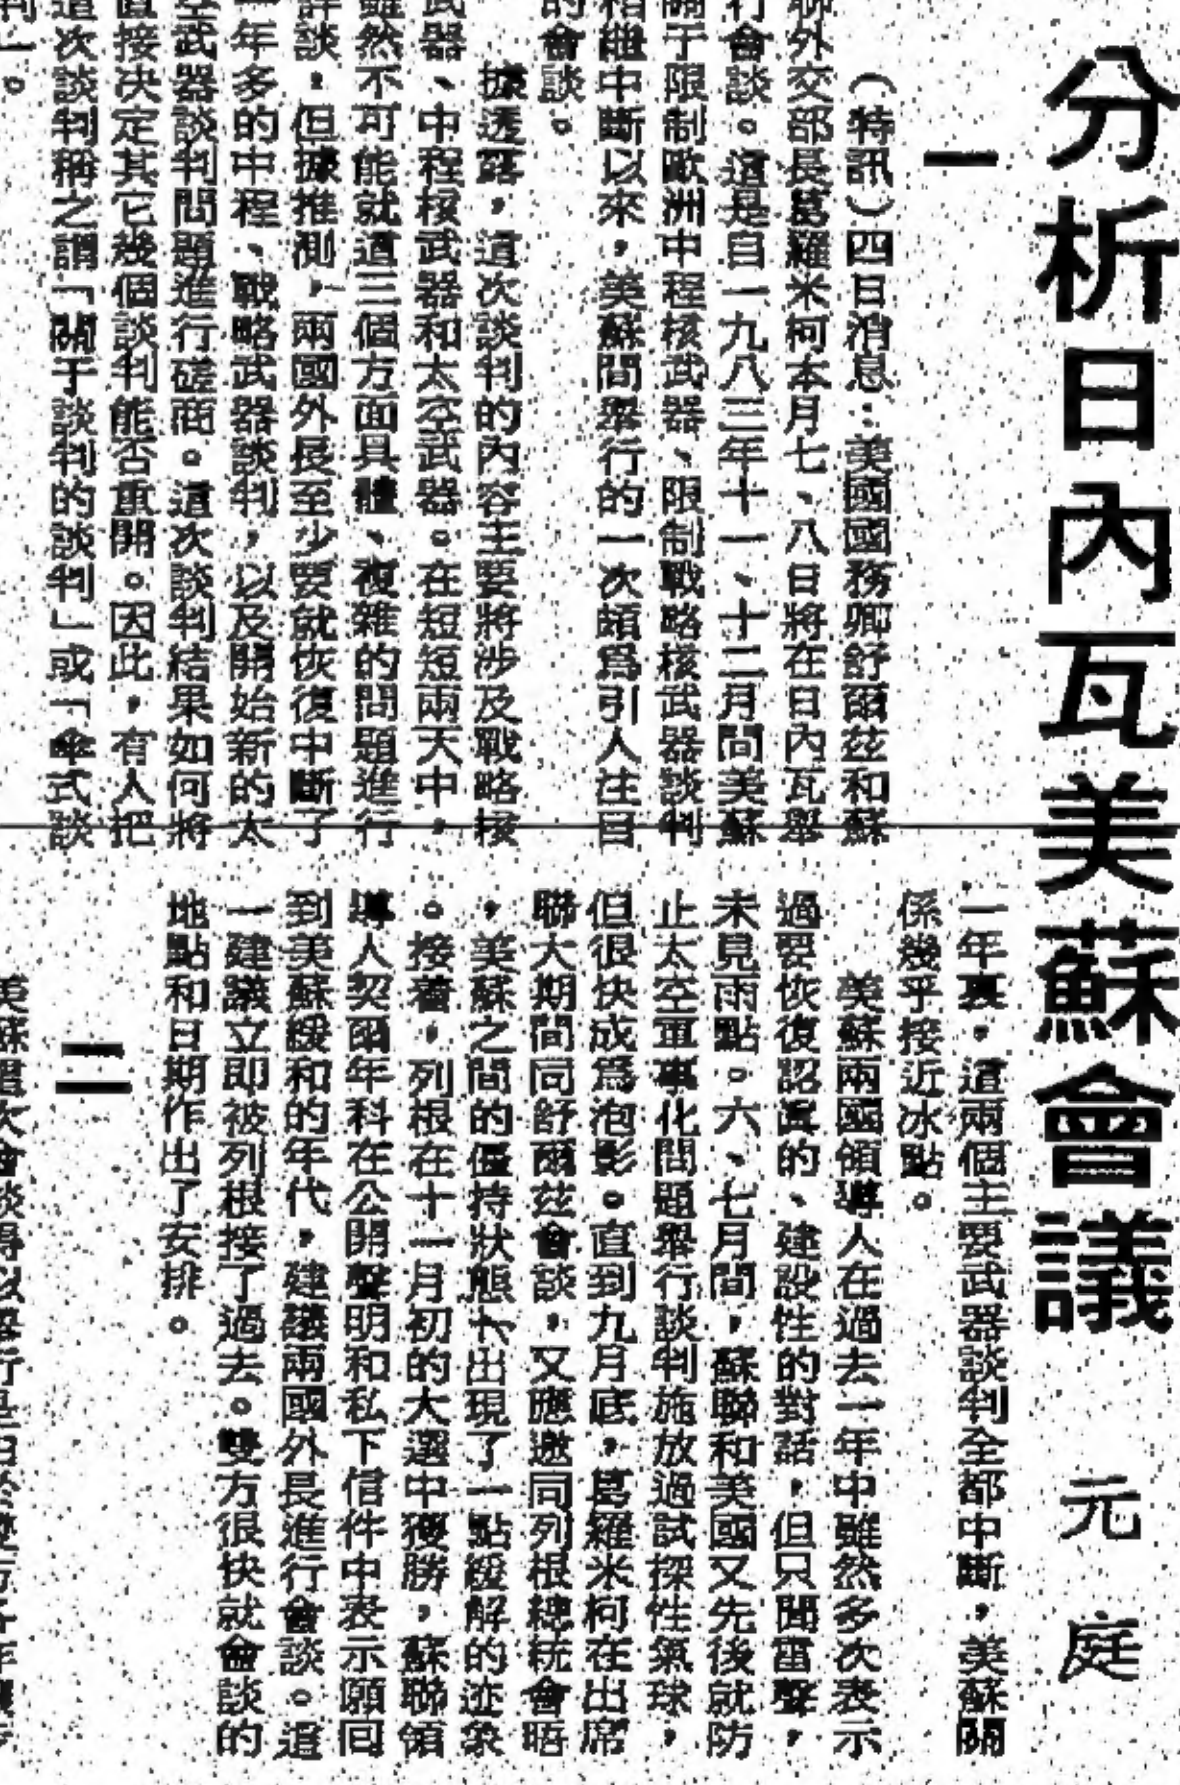 分析日內瓦美蘇會議
元庭
一
（特訊）四日消息：美國國務卿舒爾玆和蘇
聯外交部長葛羅米柯本月七、八日將在日內瓦舉
行會談。這是自一九八三年十一、十二月間美蘇
關于限制歐洲中程核武器、限制戰略核武器談判
相繼中斷以來，美蘇間舉行的一次頗爲引人注目
的會談。
據透露，這次談判的內容主要將涉及戰略核
武器、中程核武器和太空武器。在短短兩天中，
雖然不可能就這三個方面具體、複雜的問題進行
詳談，但據推測，兩國外長至少要就恢復中斷了
一年多的中程、戰略武器談判，以及開始新的太
空武器談判問題進行磋商。這次談判結果如何將
直接決定其它幾個談判能否重開。因此，有人把
這次談判稱之謂「關于談判的談判」或「傘式談
判」。
一年裏，這兩個主要武器談判全都中斷，美蘇關
係幾乎接近冰點。
美蘇兩國領導人在過去一年中雖然多次表示
過要恢復認眞的、建設性的對話，但只聞雷聲，
未見雨點。六、七月間，蘇聯和美國又先後就防
止太空軍事化問題舉行談判施放過試探性氣球，
但很快成爲泡影。直到九月底，葛羅米柯在出席
聯大期間同舒爾玆會談，又應邀同列根總統會晤
，美蘇之間的僵持狀態才出現了一點緩解的迹象
。接着，列根在十一月初的大選中獲勝，蘇聯領
導人契爾年科在公開聲明和私下信件中表示願回
到美蘇緩和的年代，建議兩國外長進行會談。這
一建議立即被列根接了過去。雙方很快就會談的
地點和日期作出了安排。
二
美蘇這次會談得以舉行是由於雙方